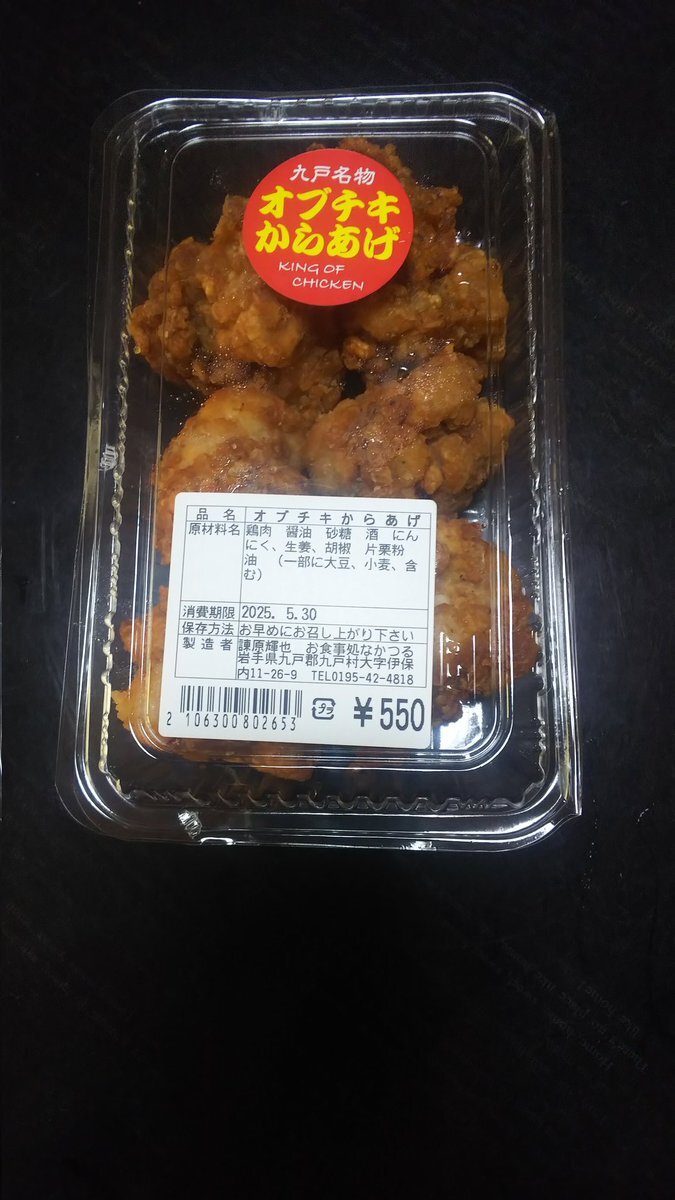 九戸名物
オブチキ
からあげ
KING OF
CHICKEN
品名 オブチキからあげ
原材料名 鶏肉 醤油 砂糖 酒 にん
にく、生姜、胡椒 片栗粉
油 (一部に大豆、小麦、含
む)
消費期限 2025. 5.30
保存方法 お早めにお召し上がり下さい
製造者 諌原輝也 お食事処なかつる
岩手県九戸郡九戸村大字伊保
内11-26-9 TEL0195-42-4818
2 106300 802653
プラ
¥550